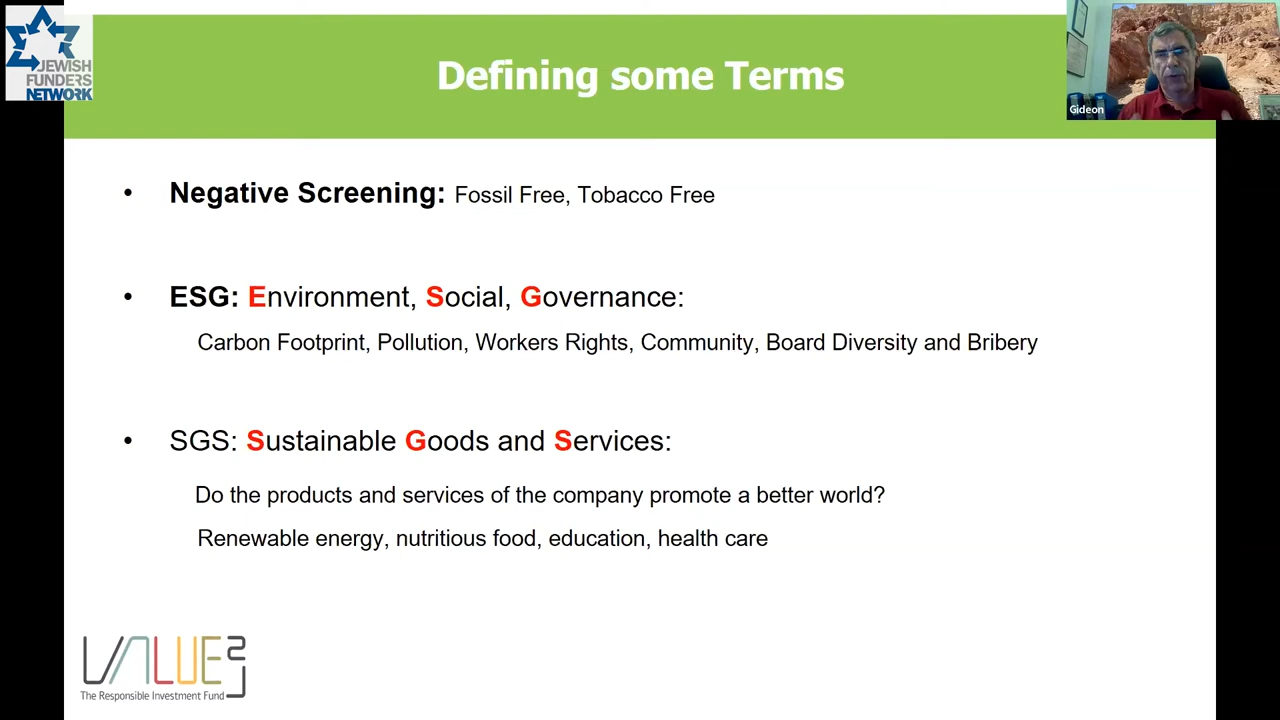 JEWISH
FUNDERS
NETWORK
Defining some Terms
Gideon
• Negative Screening: Fossil Free, Tobacco Free
• ESG: Environment, Social, Governance:
Carbon Footprint, Pollution, Workers Rights, Community, Board Diversity and Bribery
• SGS: Sustainable Goods and Services:
Do the products and services of the company promote a better world?
Renewable energy, nutritious food, education, health care
VALUE2
The Responsible Investment Fund